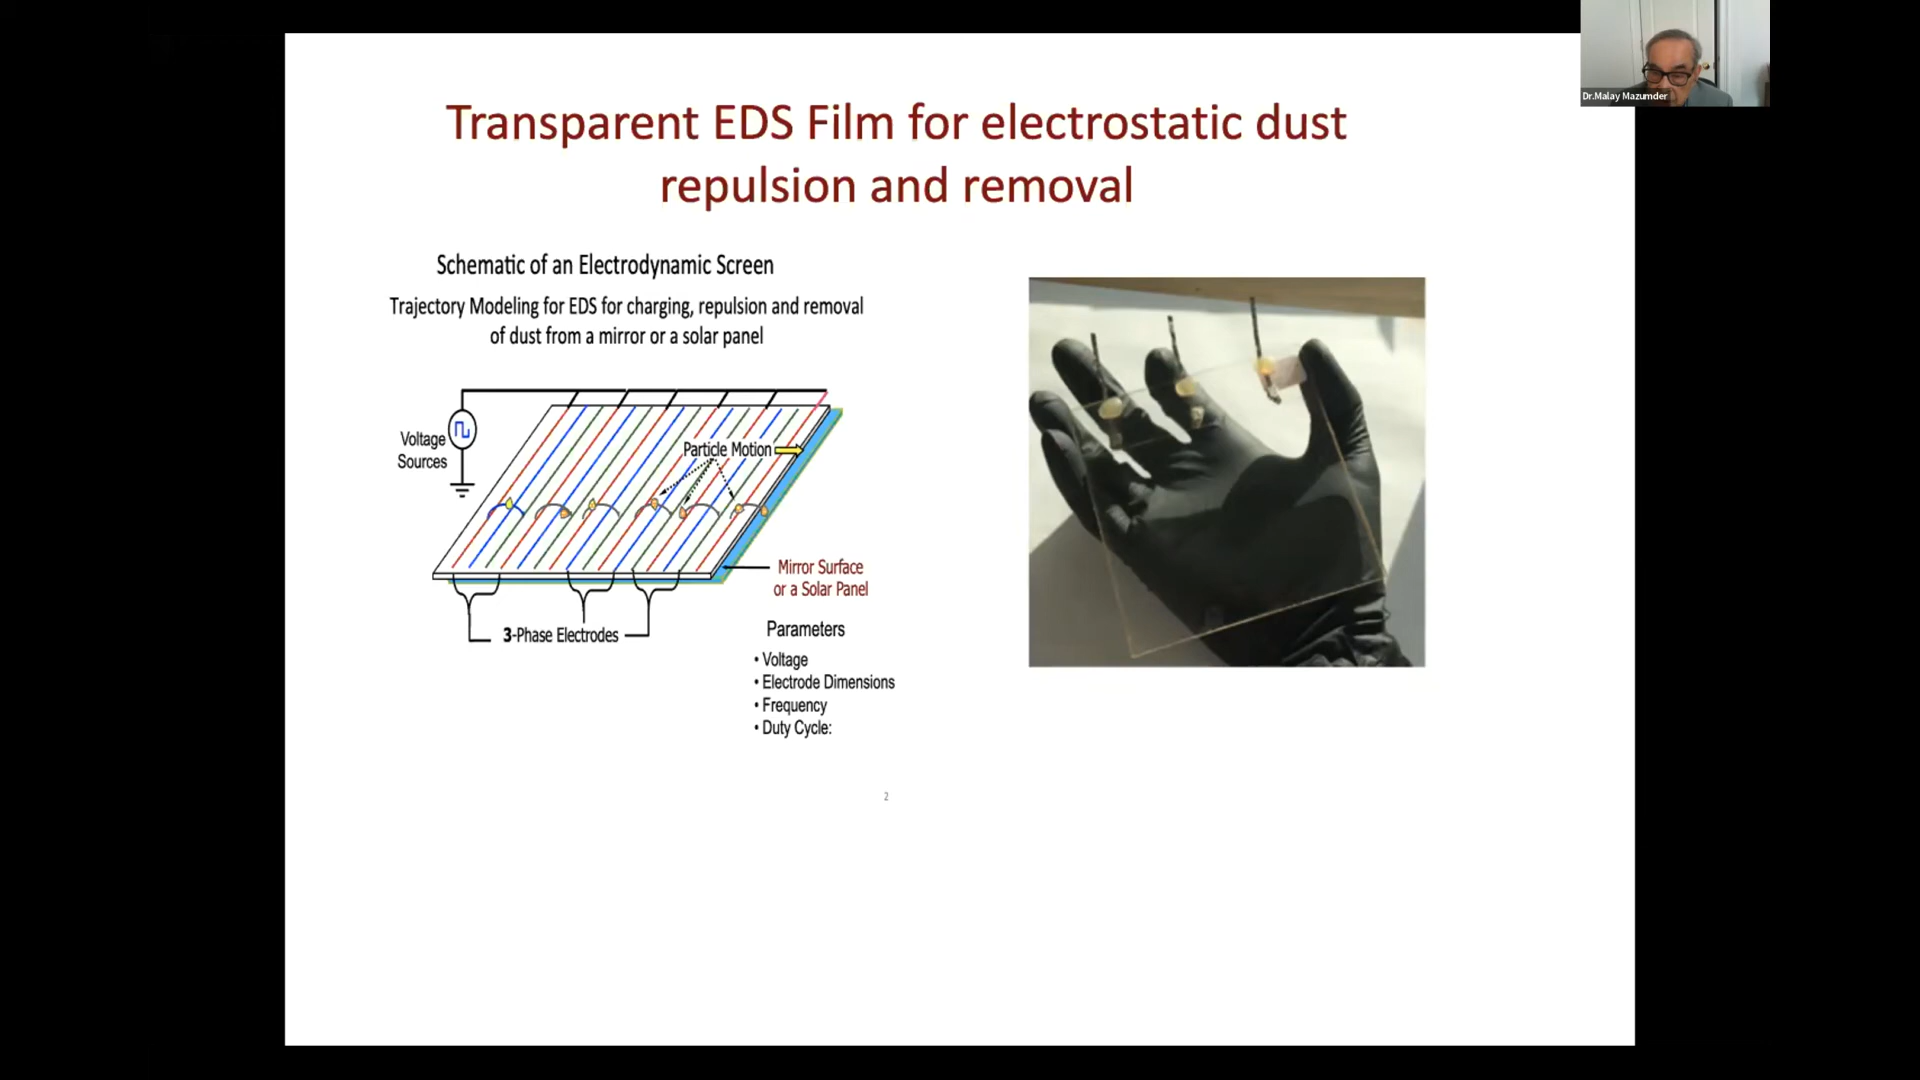 Dr.Malay Mazumder
Transparent EDS Film for electrostatic dust
repulsion and removal
Schematic of an Electrodynamic Screen
Trajectory Modeling for EDS for charging, repulsion and removal
of dust from a mirror or a solar panel
Voltage
Sources
Particle Motion
Mirror Surface
or a Solar Panel
3-Phase Electrodes
Parameters
• Voltage
• Electrode Dimensions
• Frequency
• Duty Cycle:
2